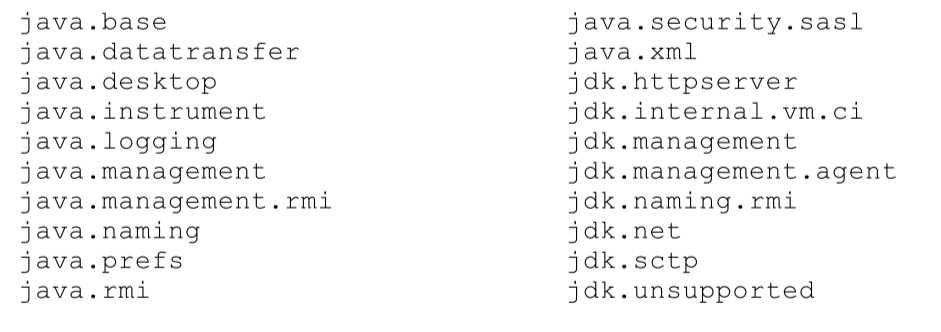 java.base
java.datatransfer
java.desktop
java.instrument
java.logging
java.management
java.management.rmi
java.naming
java.prefs
java.rmi
java.security.sasl
java.xml
jdk.httpserver
jdk.internal.vm.ci
jdk.management
jdk.management.agent
jdk.naming.rmi
jdk.net
jdk.sctp
jdk.unsupported